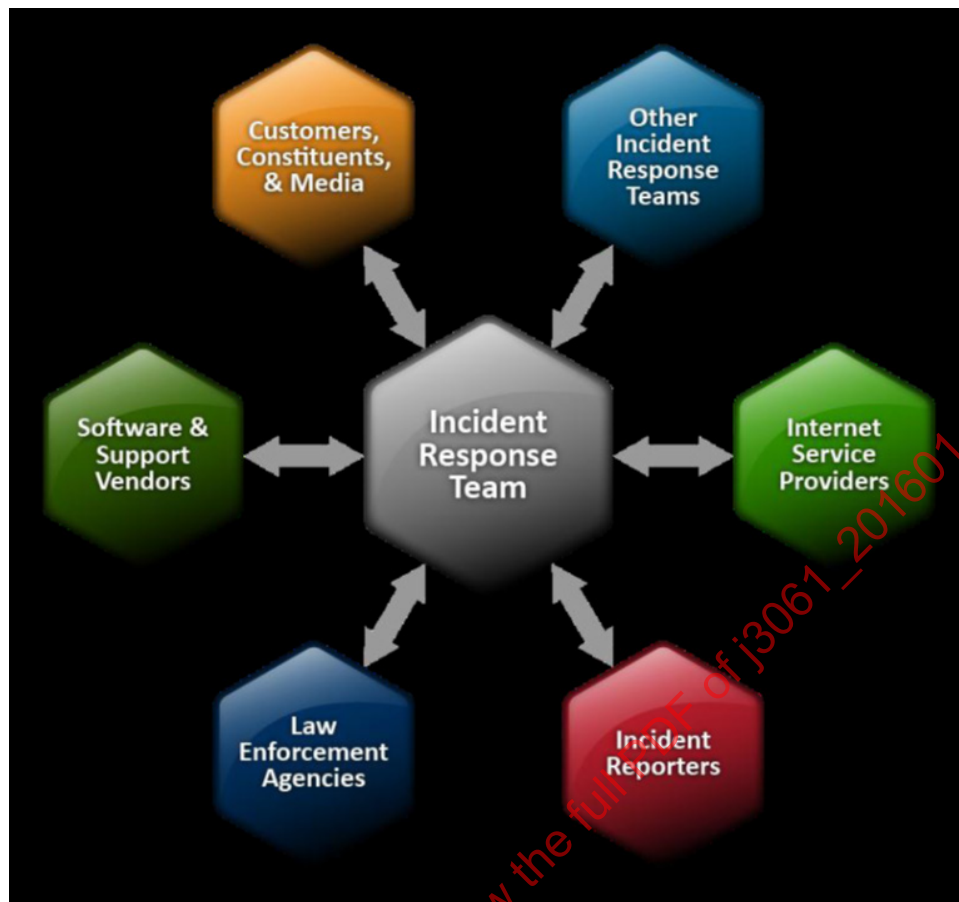 Customers,
Constituents,
& Media
Other
Incident
Response
Teams
Software &
Support
Vendors
Incident
Response
Team
Internet
Service
Providers
Law
Enforcement
Agencies
Incident
Reporters
w the full PDF of j3061_201601